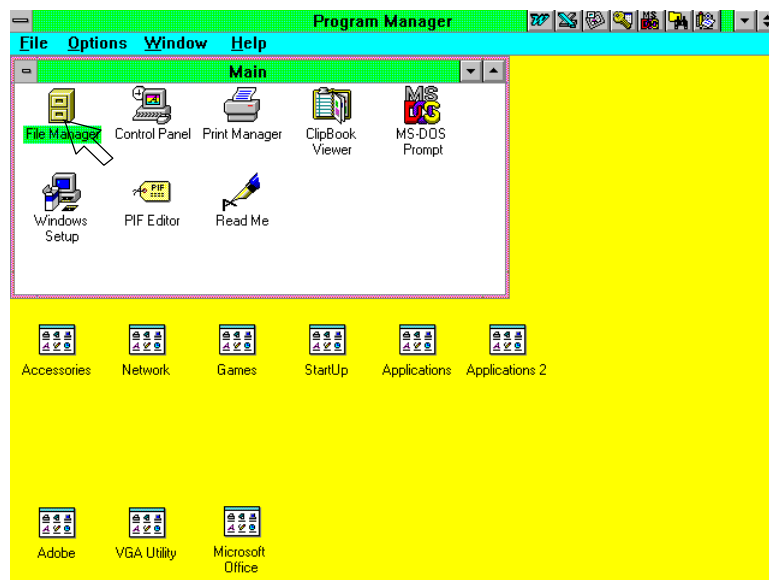 Program Manager
File Options Window Help
Main
File Manager Control Panel Print Manager ClipBook Viewer MS-DOS Prompt
Windows Setup PIF Editor Read Me
Accessories Network Games StartUp Applications Applications 2
Adobe VGA Utility Microsoft Office